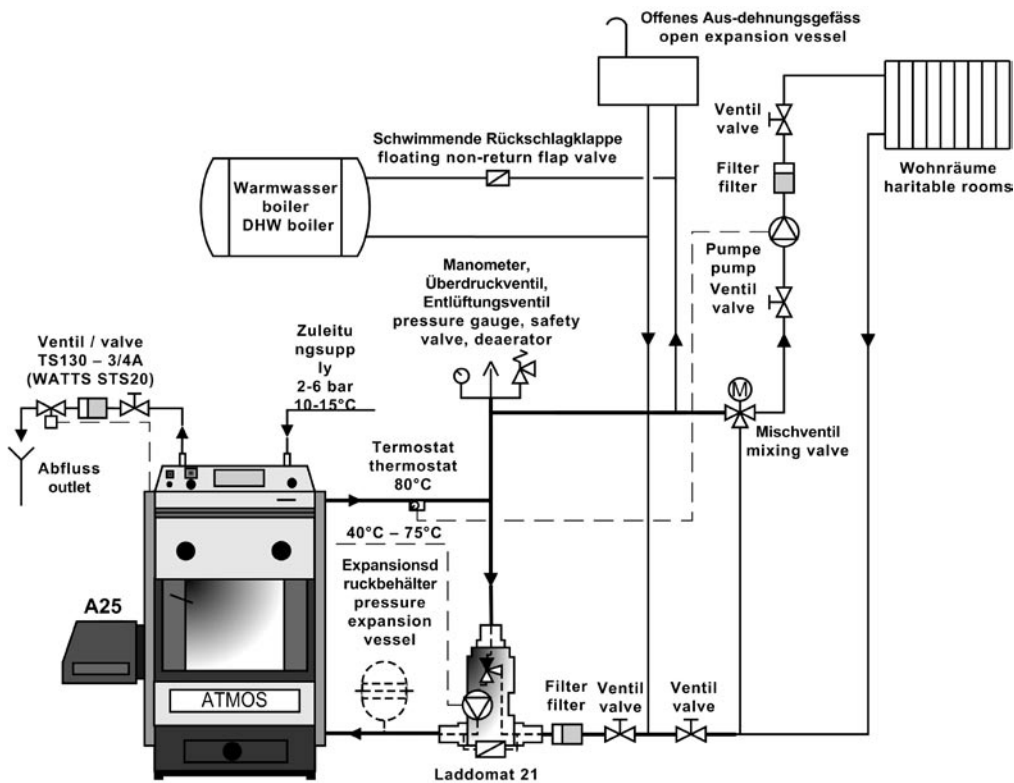 Offenes Aus-dehnungsgefäss
open expansion vessel
Ventil
valve
Schwimmende Rückschlagklappe
floating non-return flap valve
Filter
filter
Wohnräume
haritable rooms
Warmwasser
boiler
DHW boiler
Pumpe
pump
Manometer,
Überdruckventil,
Entlüftungsventil
pressure gauge, safety
valve, deaerator
Ventil
valve
Ventil / valve
TS130 – 3/4A
(WATTS STS20)
Zuleitu
ngsupp
ly
2-6 bar
10-15°C
M
Mischventil
mixing valve
Abfluss
outlet
Termostat
thermostat
80°C
40°C – 75°C
Expansionsd
ruckbehälter
pressure
expansion
vessel
A25
ATMOS
Filter
filter
Ventil
valve
Ventil
valve
Laddomat 21